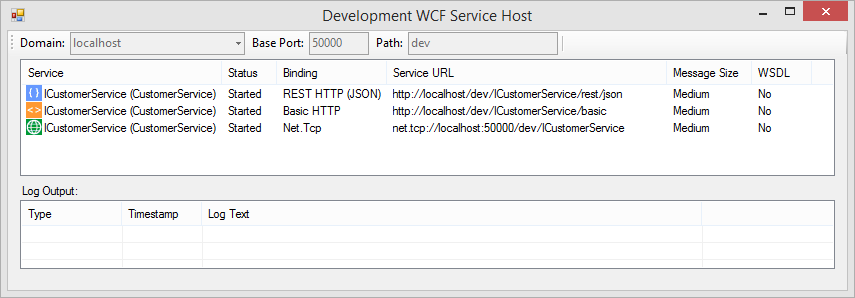 Development WCF Service Host
Domain: localhost Base Port: 50000 Path: dev
Service Status Binding Service URL Message Size WSDL
{ } ICustomerService (CustomerService) Started REST HTTP (JSON) http://localhost/dev/ICustomerService/rest/json Medium No
< > ICustomerService (CustomerService) Started Basic HTTP http://localhost/dev/ICustomerService/basic Medium No
ICustomerService (CustomerService) Started Net.Tcp net.tcp://localhost:50000/dev/ICustomerService Medium No
Log Output:
Type Timestamp Log Text